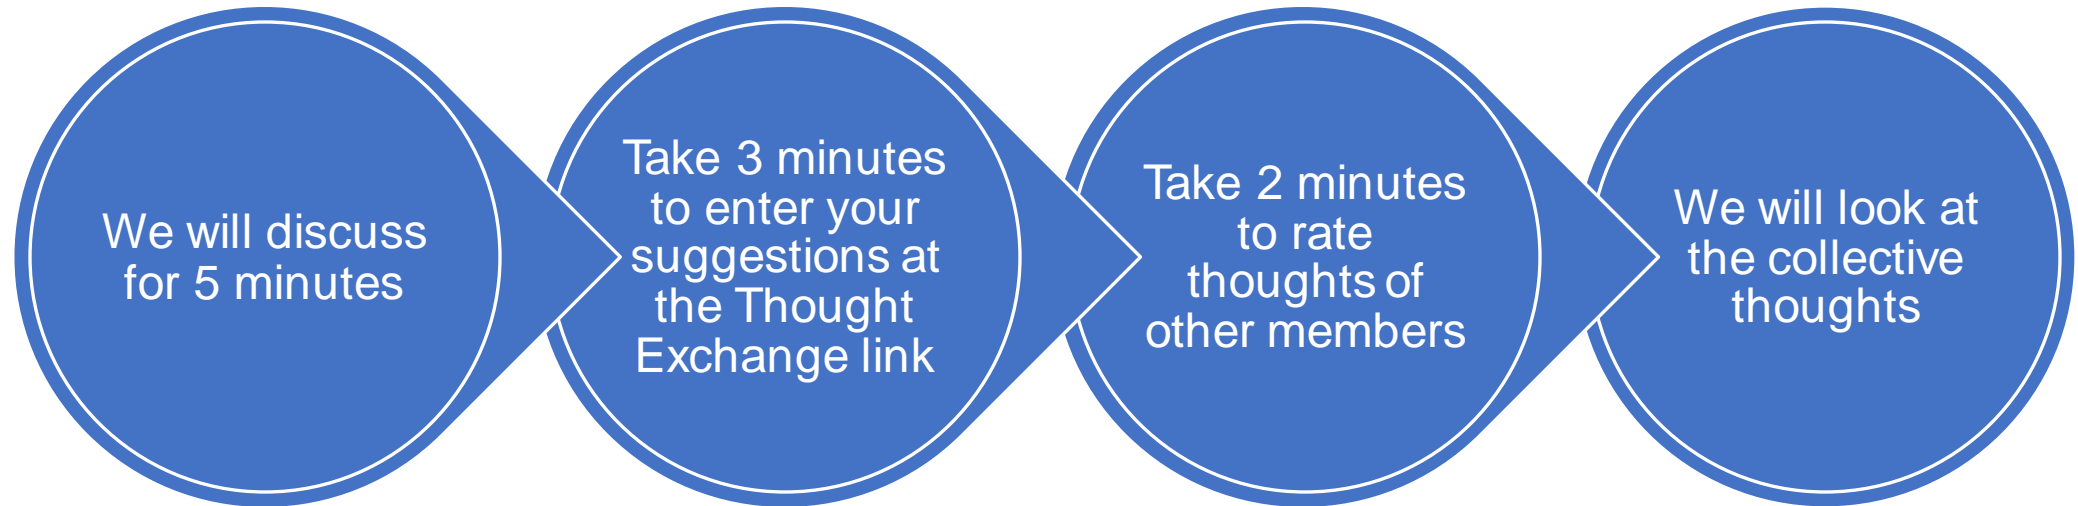 We will discuss
for 5 minutes
Take 3 minutes
to enter your
suggestions at
the Thought
Exchange link
Take 2 minutes
to rate
thoughts of
other members
We will look at
the collective
thoughts